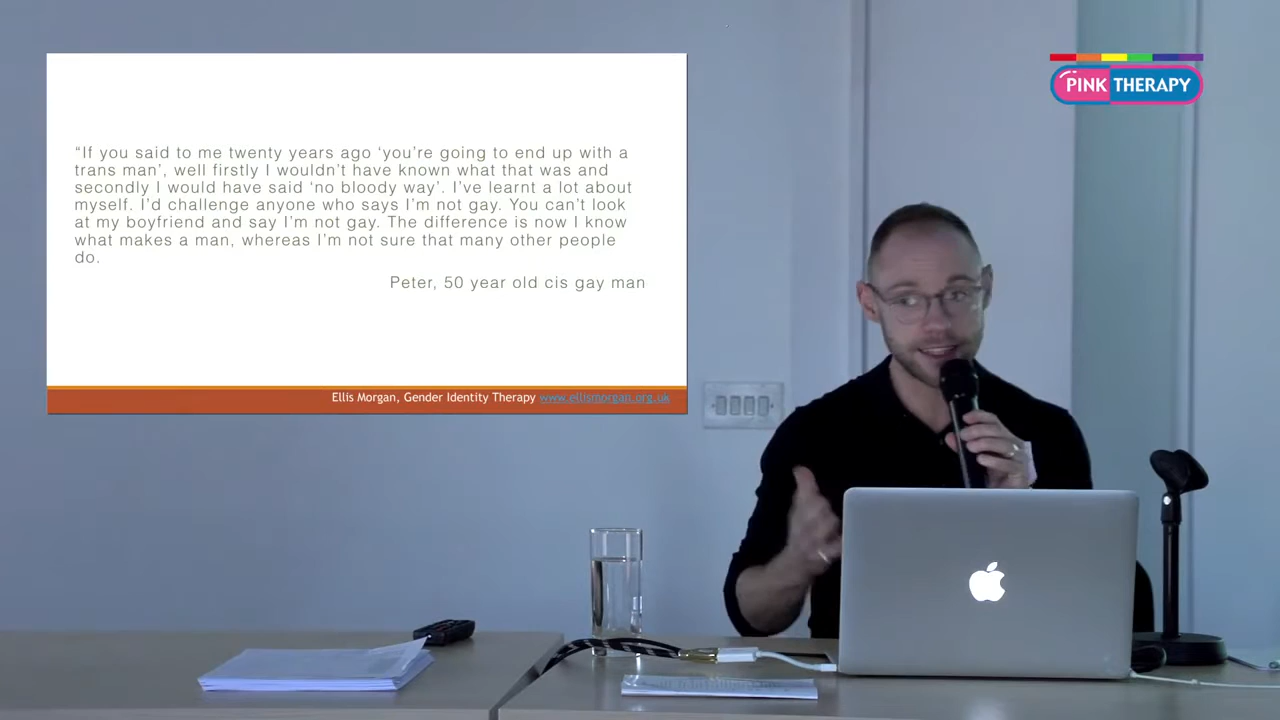 “If you said to me twenty years ago ‘you’re going to end up with a
trans man’, well firstly I wouldn’t have known what that was and
secondly I would have said ‘no bloody way’. I’ve learnt a lot about
myself. I’d challenge anyone who says I’m not gay. You can’t look
at my boyfriend and say I’m not gay. The difference is now I know
what makes a man, whereas I’m not sure that many other people
do.
Peter, 50 year old cis gay man
Ellis Morgan, Gender Identity Therapy www.ellismorgan.org.uk
PINK THERAPY